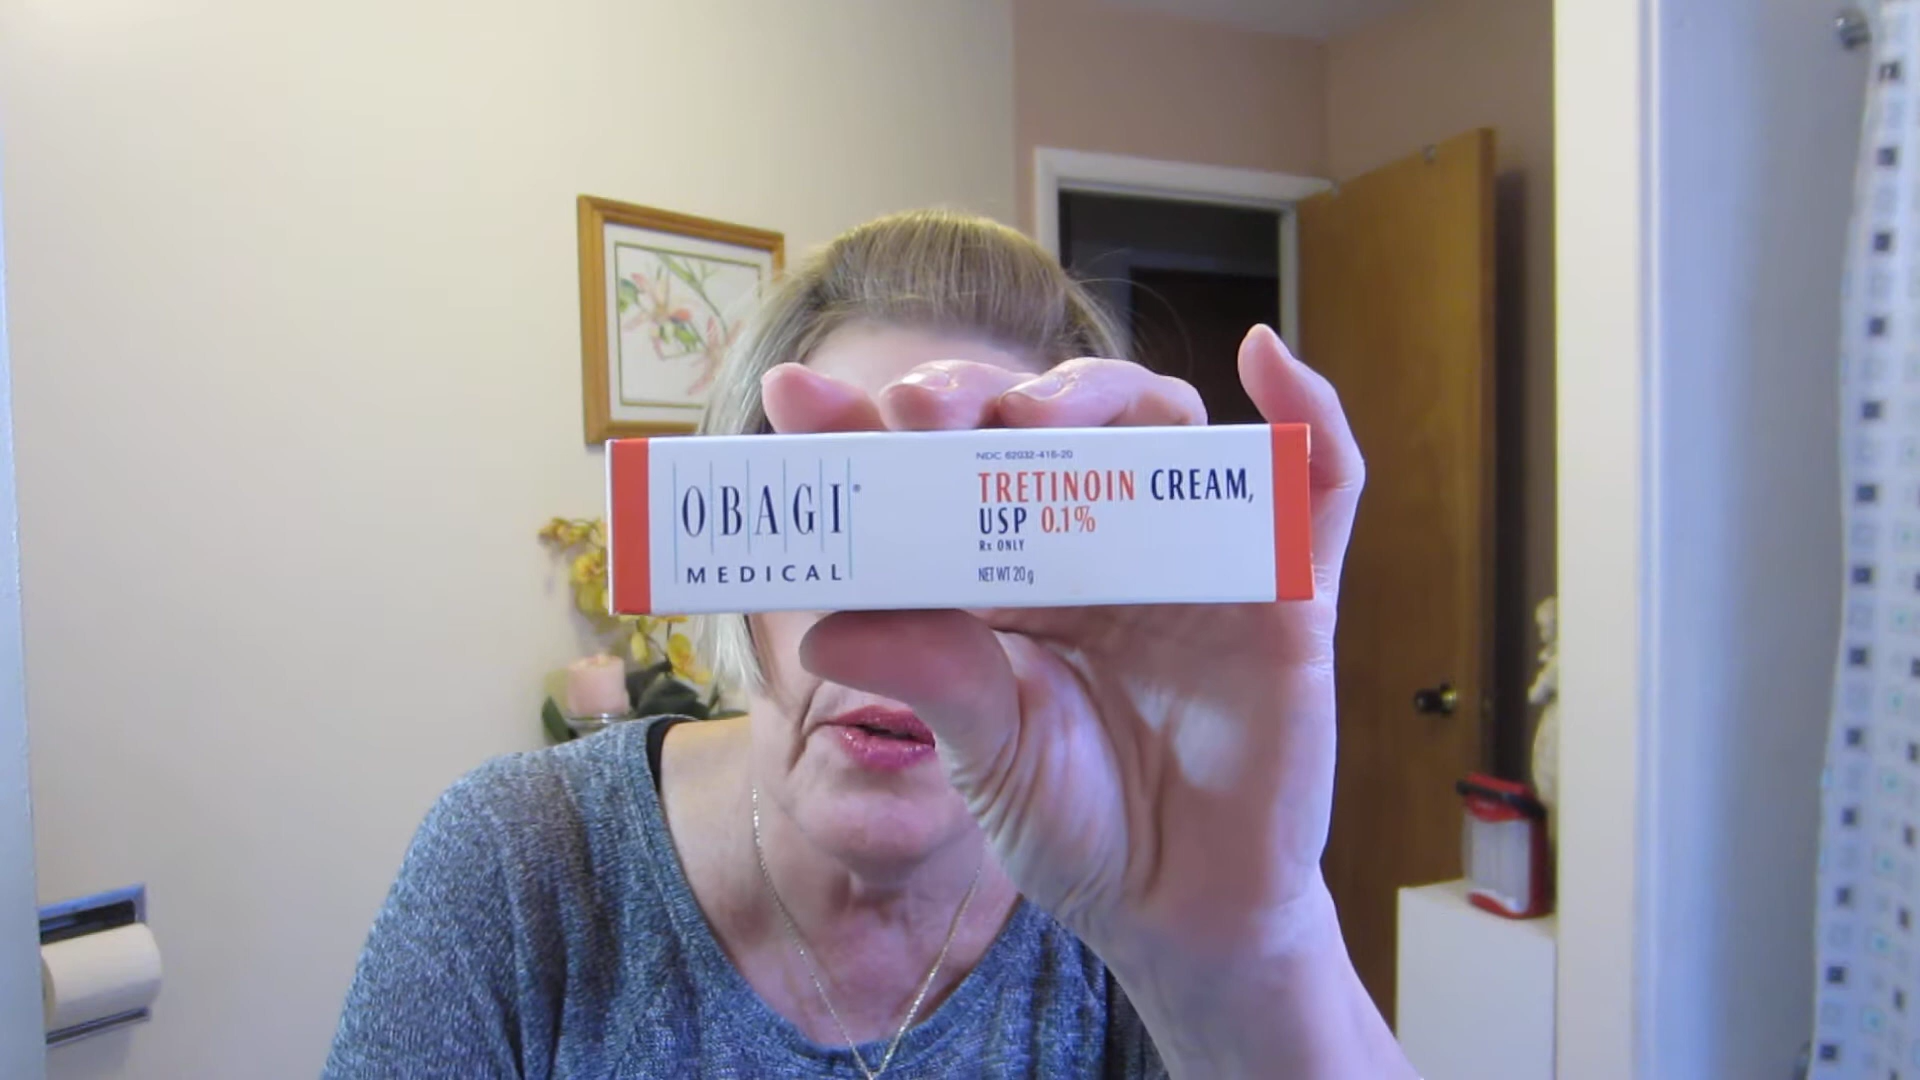 OBAGI®
MEDICAL
NDC 62032-416-20
TRETINOIN CREAM,
USP 0.1%
Rx ONLY
NET WT 20 g